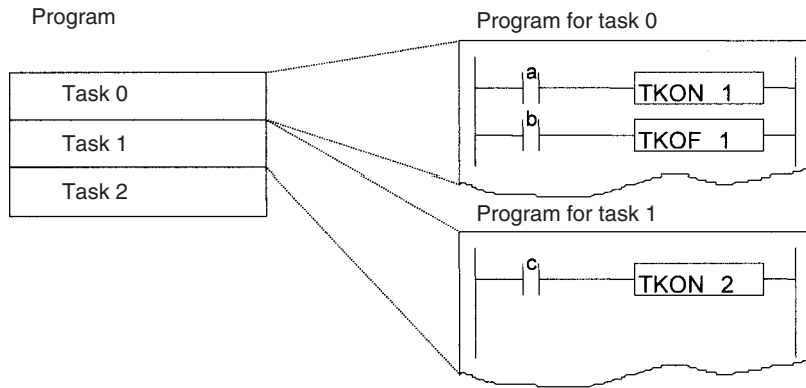 Program
Task 0
Task 1
Task 2
Program for task 0
a
TKON 1
b
TKOF 1
Program for task 1
c
TKON 2